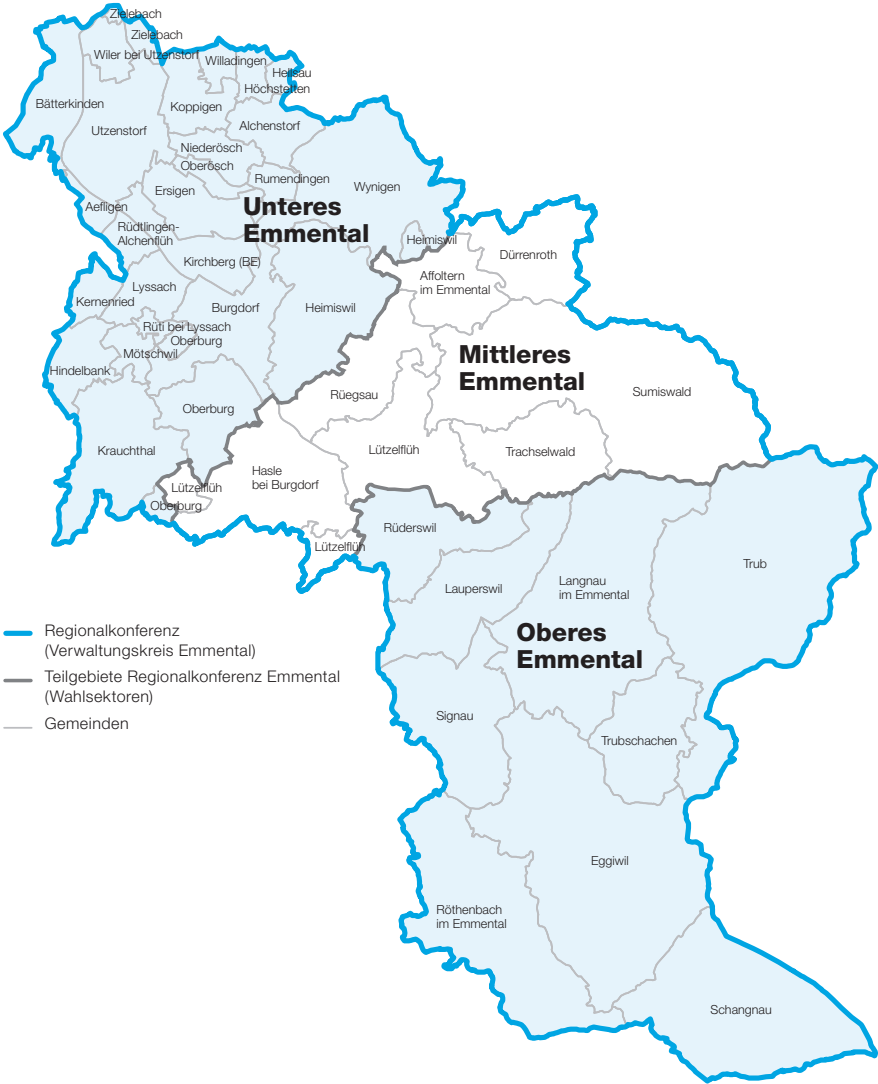 Zielebach
Zielebach
Wiler bei Utzenstorf
Willadingen
Hellsau
Höchstetten
Bätterkinden
Koppigen
Utzenstorf
Alchenstorf
Niederösch
Oberösch
Rumendingen
Ersigen
Wynigen
Aefligen
Unteres
Emmental
Rüdtlingen-
Alchenflüh
Heimiswil
Dürrenroth
Kirchberg (BE)
Affoltern
im Emmental
Lyssach
Kernenried
Burgdorf
Heimiswil
Rüti bei Lyssach
Oberburg
Mötschwil
Mittleres
Emmental
Hindelbank
Rüegsau
Sumiswald
Oberburg
Krauchthal
Lützelflüh
Trachselwald
Hasle
bei Burgdorf
Lützelflüh
Oberburg
Rüderswil
Lützelflüh
Trub
Lauperswil
Langnau
im Emmental
Oberes
Emmental
Regionalkonferenz
(Verwaltungskreis Emmental)
Teilgebiete Regionalkonferenz Emmental
(Wahlsektoren)
Gemeinden
Signau
Trubschachen
Eggiwil
Röthenbach
im Emmental
Schangnau